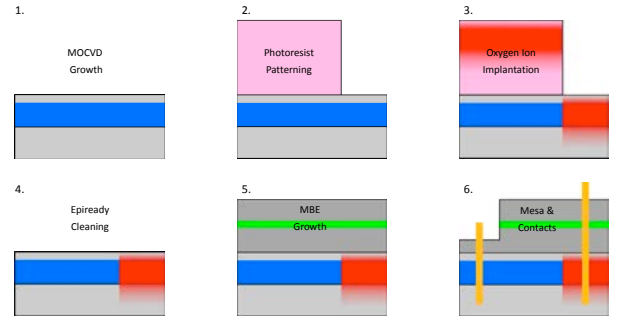 1.
MOCVD
Growth
2.
Photoresist
Patterning
3.
Oxygen Ion
Implantation
4.
Epiready
Cleaning
5.
MBE
Growth
6.
Mesa &
Contacts